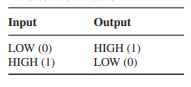 Input Output
LOW (0) HIGH (1)
HIGH (1) LOW (0)